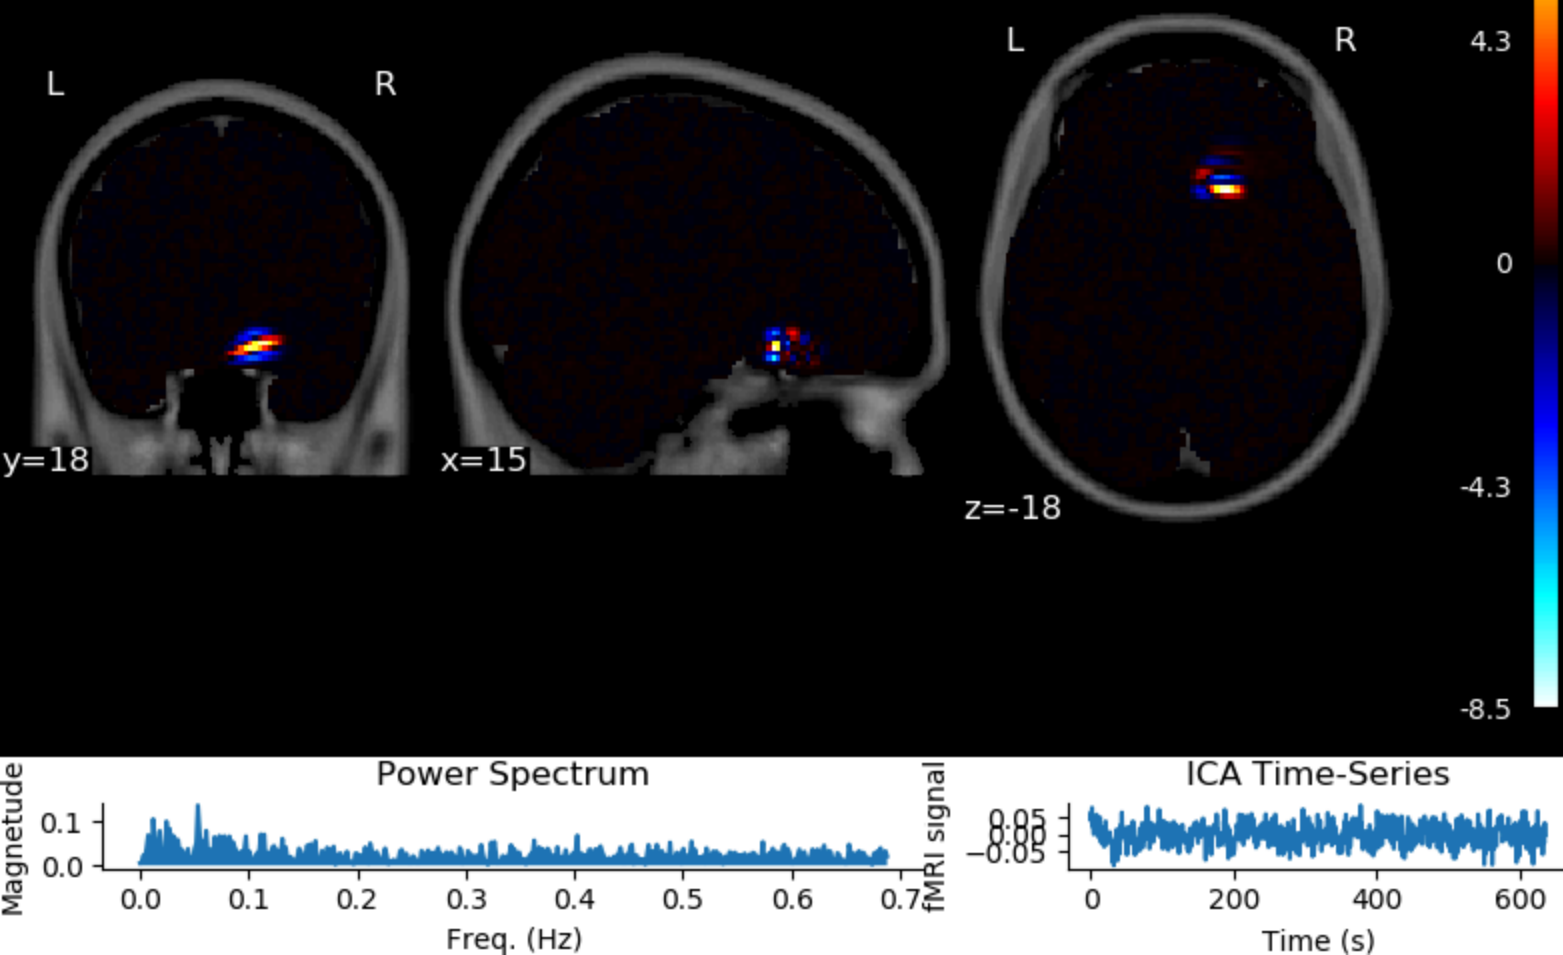 L R
L R
4.3
0
-4.3
-8.5
y=18
x=15
z=-18
Power Spectrum
Magnetude
0.1
0.0
0.0 0.1 0.2 0.3 0.4 0.5 0.6 0.7
Freq. (Hz)
ICA Time-Series
fMRI signal
0.05
0.00
−0.05
0 200 400 600
Time (s)